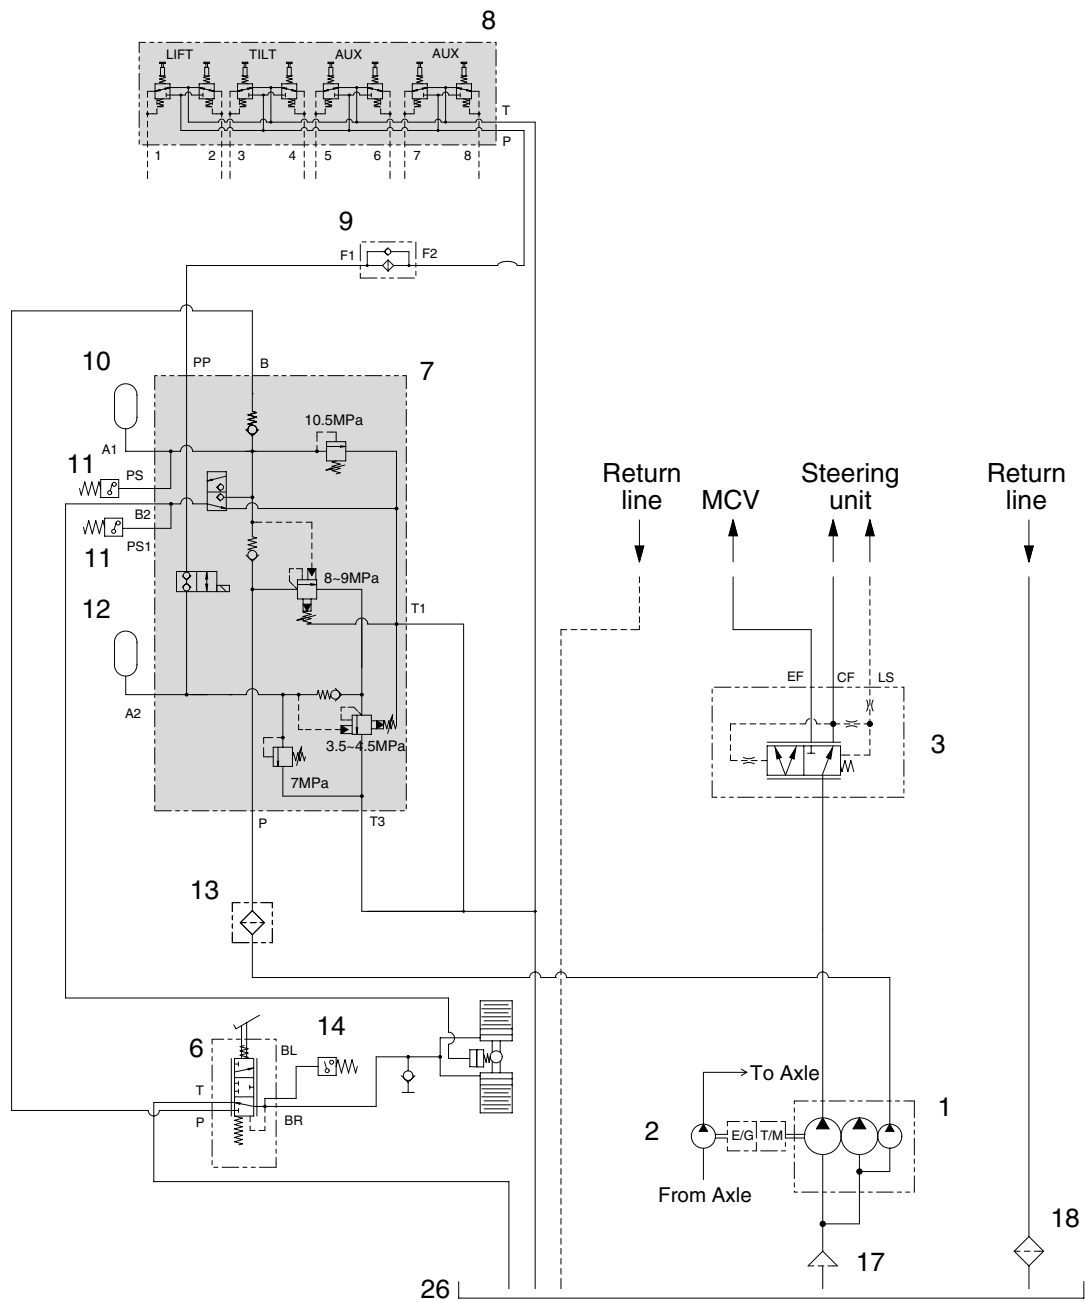 8
LIFT TILT AUX AUX
T
P
1 2 3 4 5 6 7 8
9
F1 F2
PP B
10 7
10.5MPa
A1
11 PS
B2
PS1
11
8~9MPa
12
T1
A2
3.5~4.5MPa
7MPa
P T3
13
Return
line
MCV
Steering
unit
Return
line
EF CF LS
3
6 BL 14
T
P BR
To Axle
1
2 E/G T/M
From Axle
17
18
26